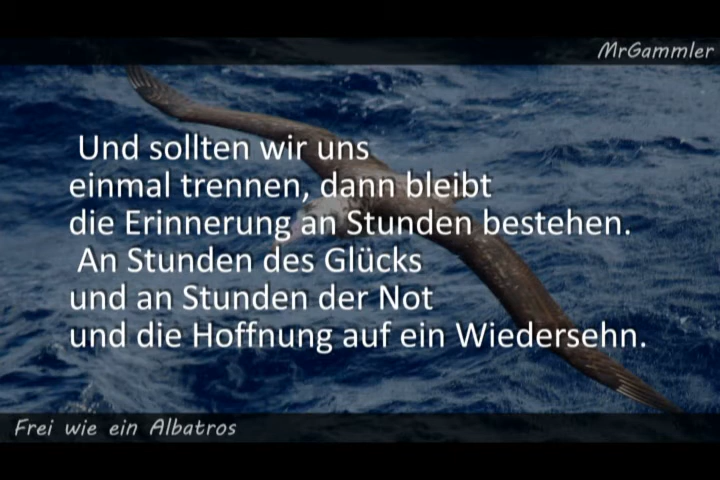 MrGammler
Und sollten wir uns
einmal trennen, dann bleibt
die Erinnerung an Stunden bestehen.
An Stunden des Glücks
und an Stunden der Not
und die Hoffnung auf ein Wiedersehn.
Frei wie ein Albatros